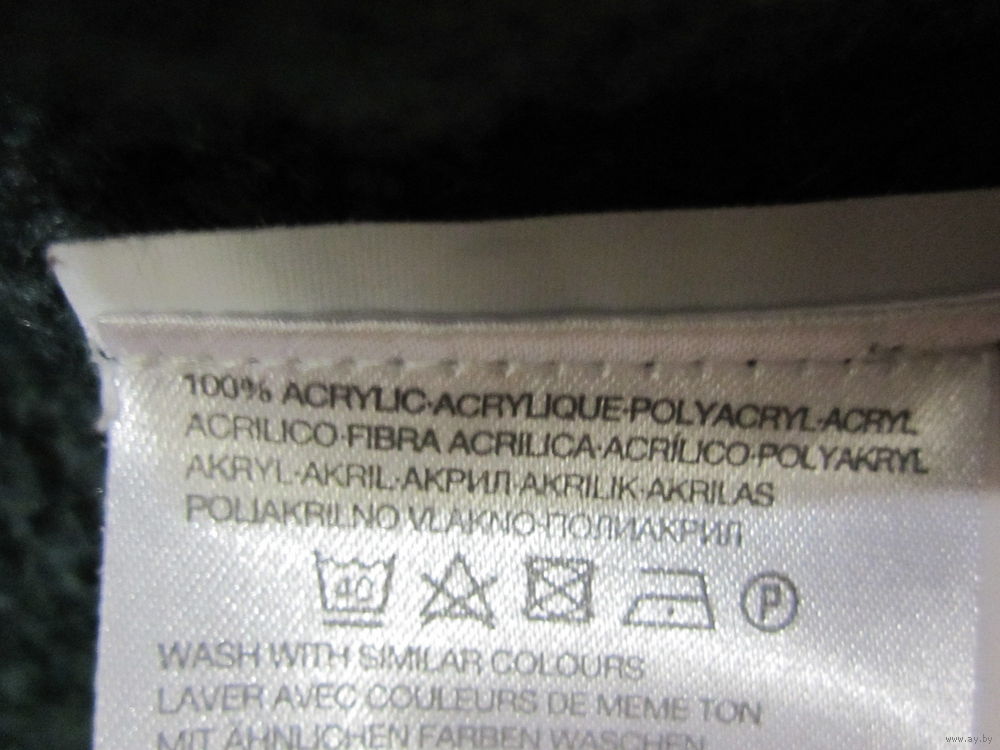 100% ACRYLIC·ACRYLIQUE·POLYACRYL·ACRYL
ACRILICO·FIBRA ACRILICA·ACRÍLICO·POLYAKRYL
AKRYL·AKRIL·АКРИЛ·AKRILIK·AKRILAS
POLIAKRILNO VLAKNO·ПОЛИАКРИЛ
40
P
WASH WITH SIMILAR COLOURS
LAVER AVEC COULEURS DE MEME TON
MIT ÄHNLICHEN FARBEN WASCHEN
www.ay.by